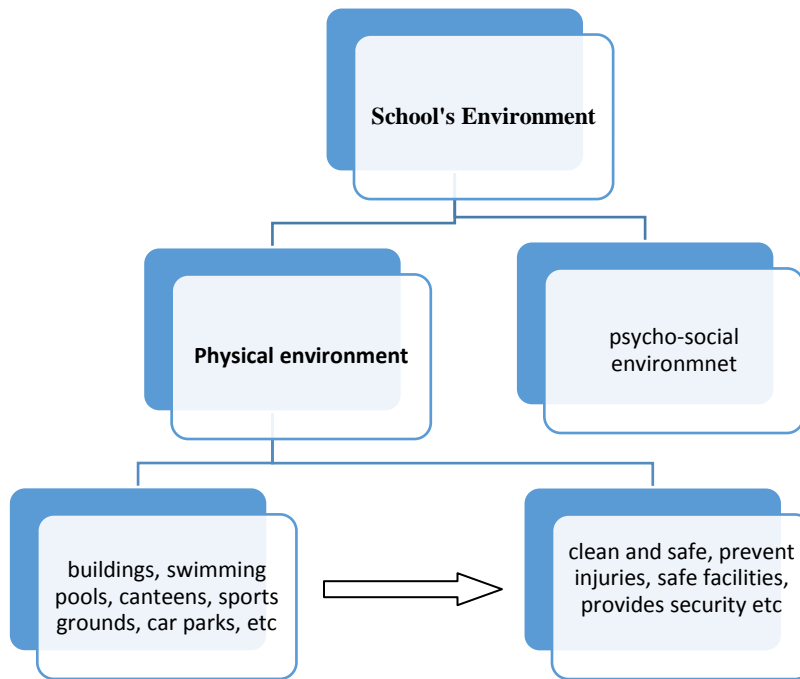 School's Environment
Physical environment
psycho-social
environmnet
buildings, swimming
pools, canteens, sports
grounds, car parks, etc
clean and safe, prevent
injuries, safe facilities,
provides security etc